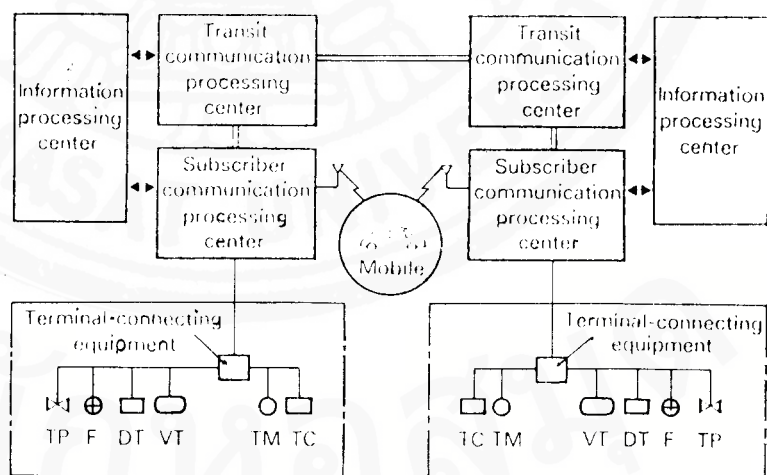 Information
processing
center
Transit
communication
processing
center
Transit
communication
processing
center
Information
processing
center
Subscriber
communication
processing
center
Mobile
Subscriber
communication
processing
center
Terminal-connecting
equipment
TP F DT VT TM TC
Terminal-connecting
equipment
TC TM VT DT F TP